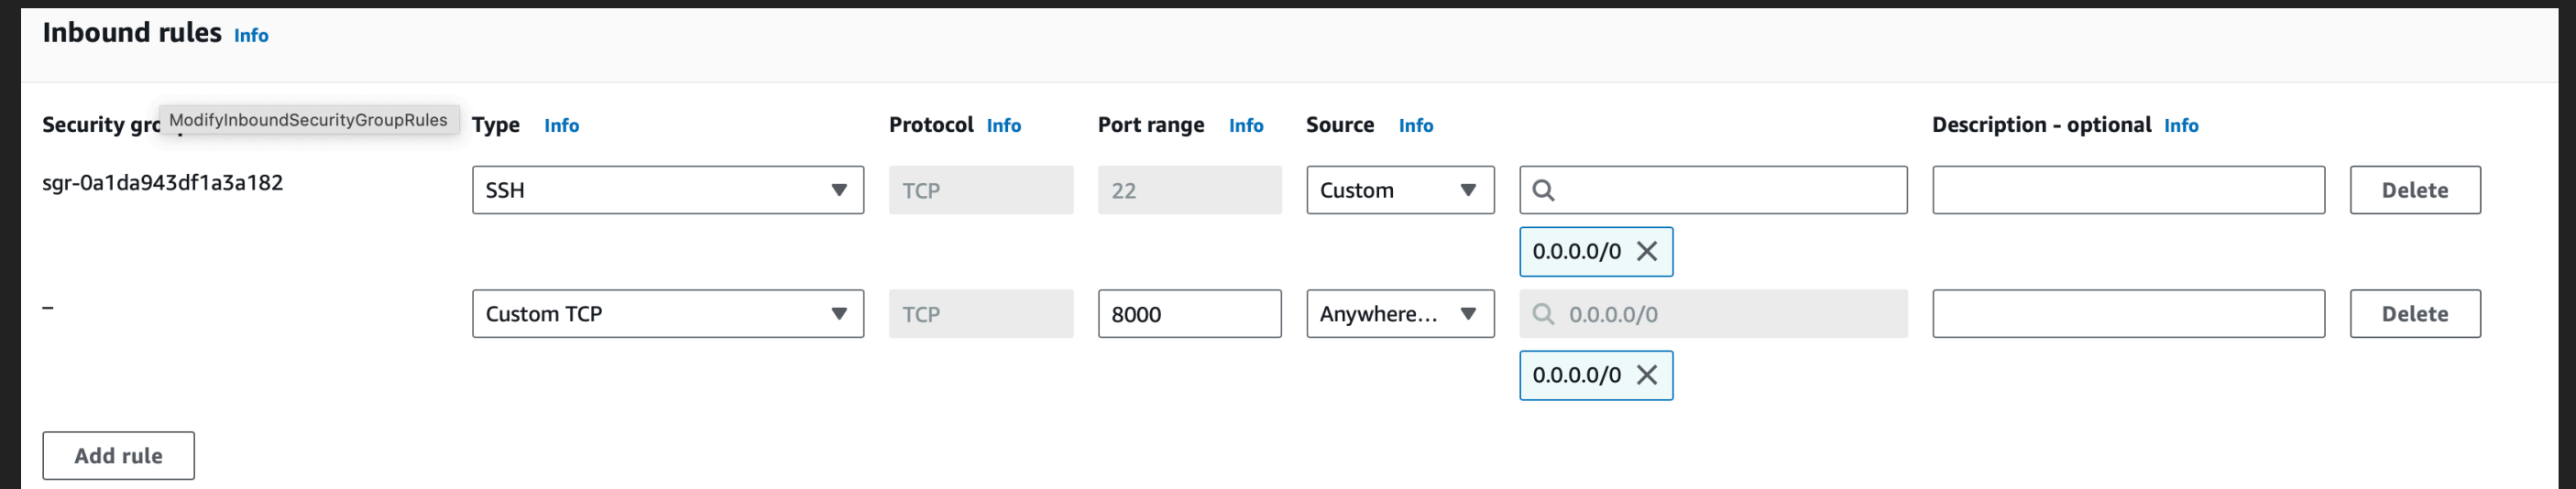 Inbound rules Info
Security gro ModifyInboundSecurityGroupRules Type Info Protocol Info Port range Info Source Info Description - optional Info
sgr-0a1da943df1a3a182 SSH TCP 22 Custom Delete
0.0.0.0/0
– Custom TCP TCP 8000 Anywhere... 0.0.0.0/0 Delete
0.0.0.0/0
Add rule